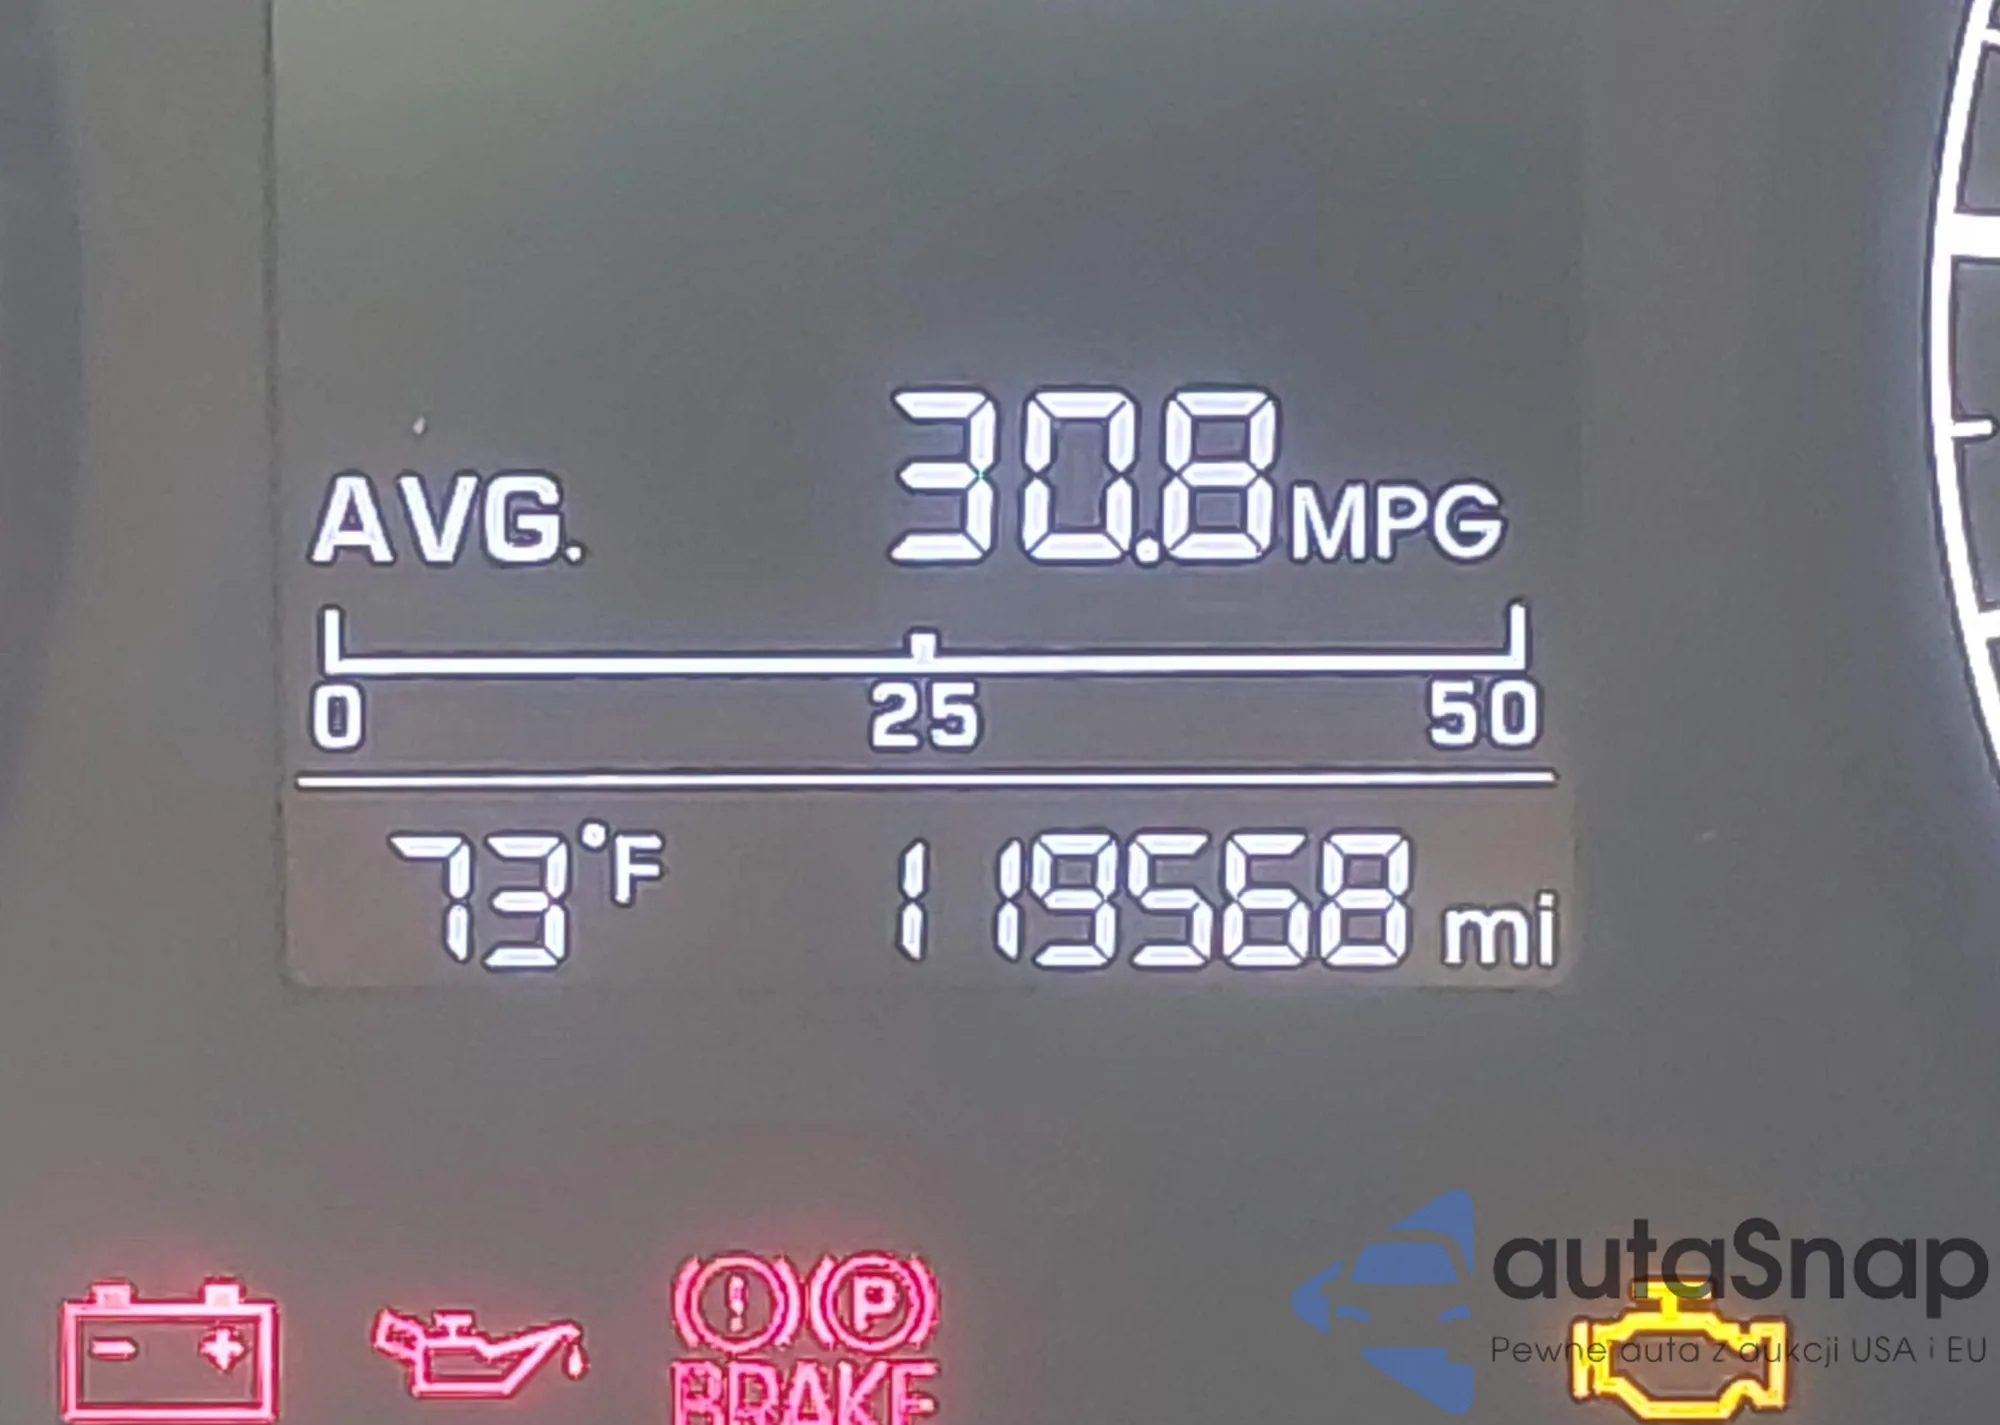 AVG. 30.8 MPG
0 25 50
73°F 119568 mi
P
BRAKE
autaSnap
Pewne auta z aukcji USA i EU